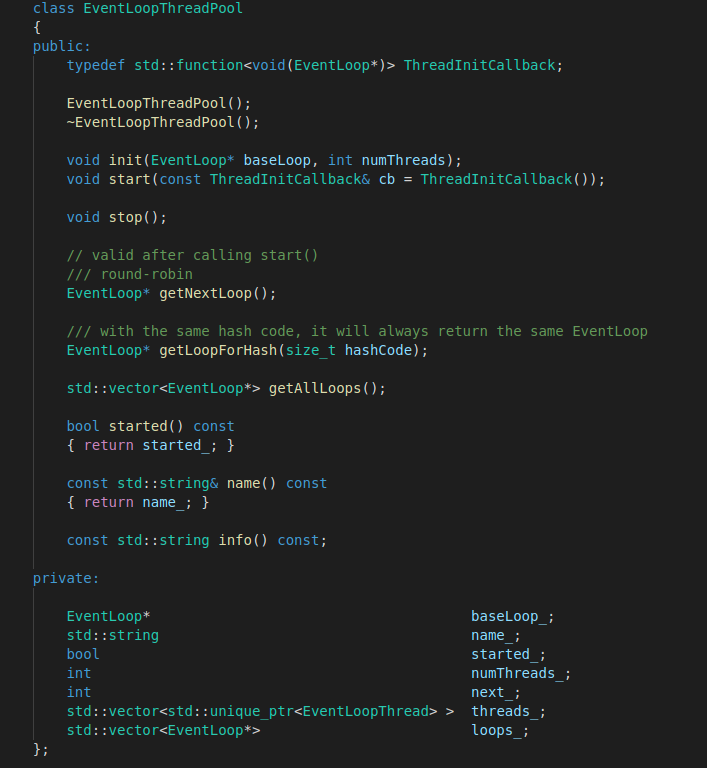 class EventLoopThreadPool
{
public:
    typedef std::function<void(EventLoop*)> ThreadInitCallback;

    EventLoopThreadPool();
    ~EventLoopThreadPool();

    void init(EventLoop* baseLoop, int numThreads);
    void start(const ThreadInitCallback& cb = ThreadInitCallback());

    void stop();

    // valid after calling start()
    /// round-robin
    EventLoop* getNextLoop();

    /// with the same hash code, it will always return the same EventLoop
    EventLoop* getLoopForHash(size_t hashCode);

    std::vector<EventLoop*> getAllLoops();

    bool started() const
    { return started_; }

    const std::string& name() const
    { return name_; }

    const std::string info() const;

private:

    EventLoop*                                      baseLoop_;
    std::string                                     name_;
    bool                                            started_;
    int                                             numThreads_;
    int                                             next_;
    std::vector<std::unique_ptr<EventLoopThread> >  threads_;
    std::vector<EventLoop*>                         loops_;
};